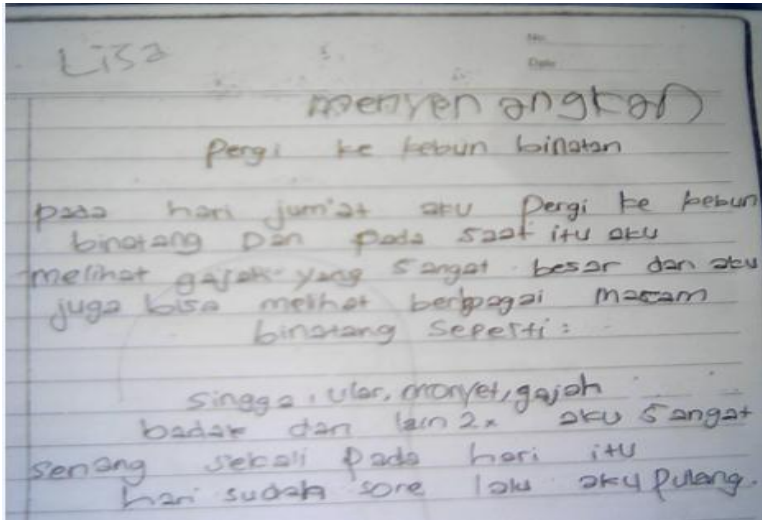 Lisa
No:
Date:
menyenangkan
Pergi ke kebun binatan
pada hari jum'at aku pergi ke kebun
binatang Dan pada saat itu aku
melihat gajah yang sangat besar dan aku
juga bisa melihat berbagai macam
binatang seperti:
singga, ular, monyet, gajah
badak dan lain 2x aku sangat
senang sekali pada hari itu
hari sudah sore lalu aku pulang.